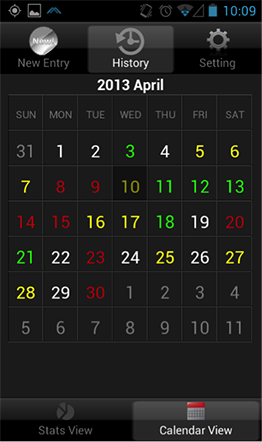 10:09
New Entry History Setting
2013 April
SUN MON TUE WED THU FRI SAT
31 1 2 3 4 5 6
7 8 9 10 11 12 13
14 15 16 17 18 19 20
21 22 23 24 25 26 27
28 29 30 1 2 3 4
5 6 7 8 9 10 11
Stats View Calendar View